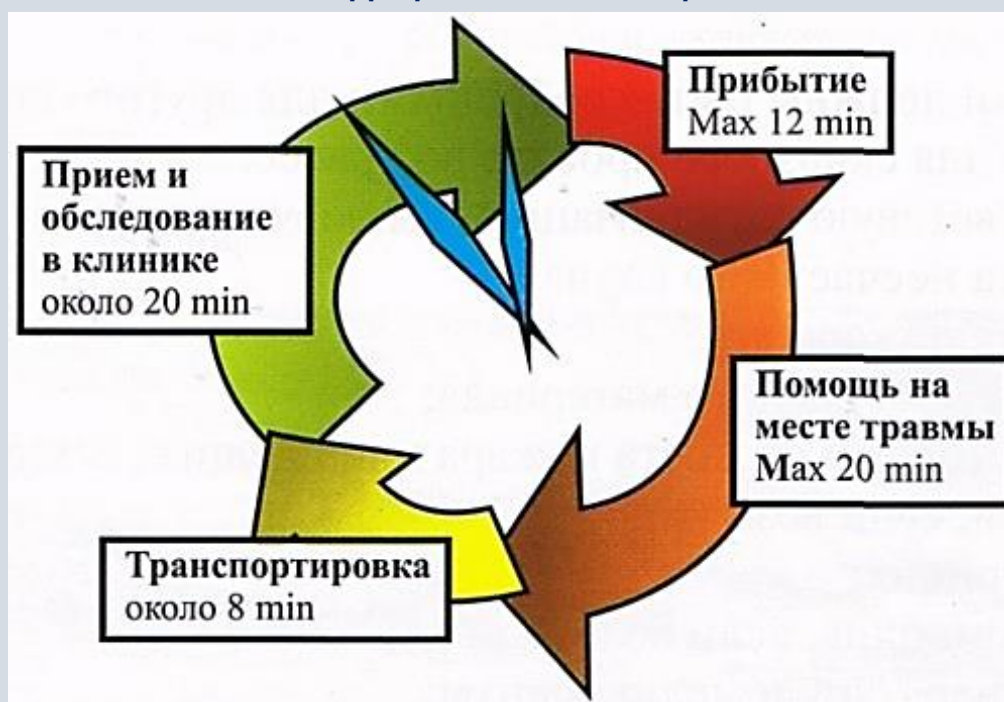 Прибытие
Max 12 min
Помощь на
месте травмы
Max 20 min
Транспортировка
около 8 min
Прием и
обследование
в клинике
около 20 min